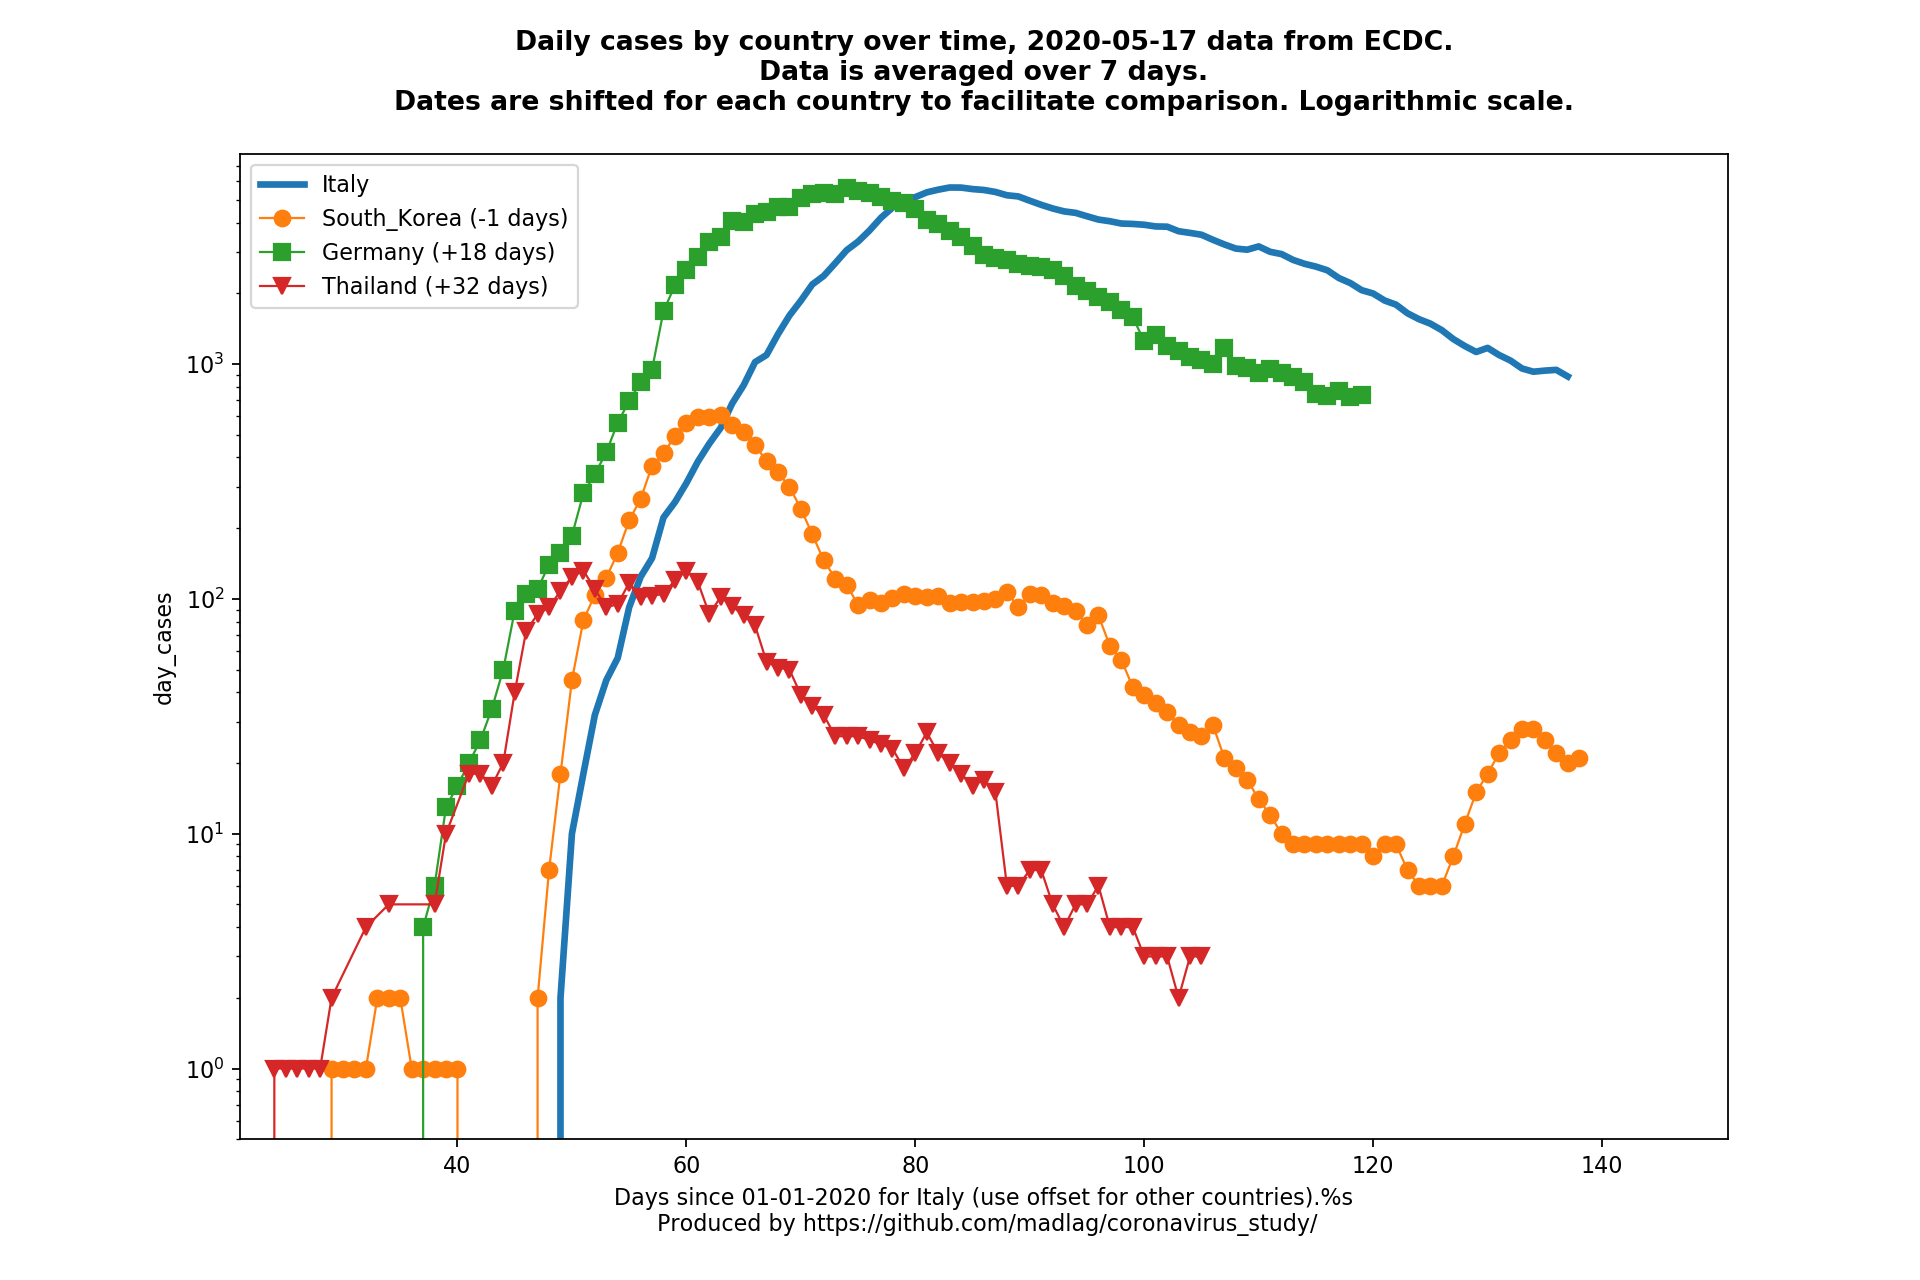 Daily cases by country over time, 2020-05-17 data from ECDC.
Data is averaged over 7 days.
Dates are shifted for each country to facilitate comparison. Logarithmic scale.
Italy
South_Korea (-1 days)
Germany (+18 days)
Thailand (+32 days)
day_cases
10³
10²
10¹
10⁰
40 60 80 100 120 140
Days since 01-01-2020 for Italy (use offset for other countries).%s
Produced by https://github.com/madlag/coronavirus_study/